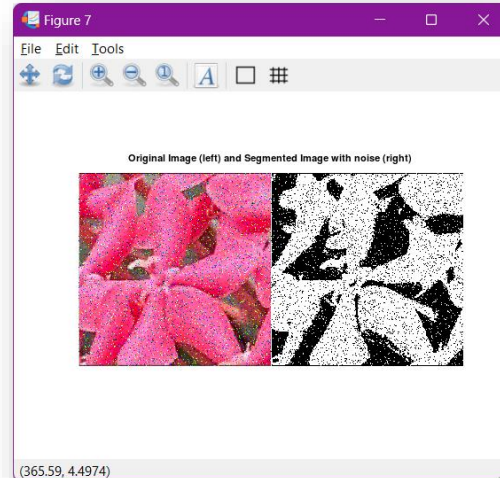 Figure 7
File Edit Tools
A
Original Image (left) and Segmented Image with noise (right)
(365.59, 4.4974)